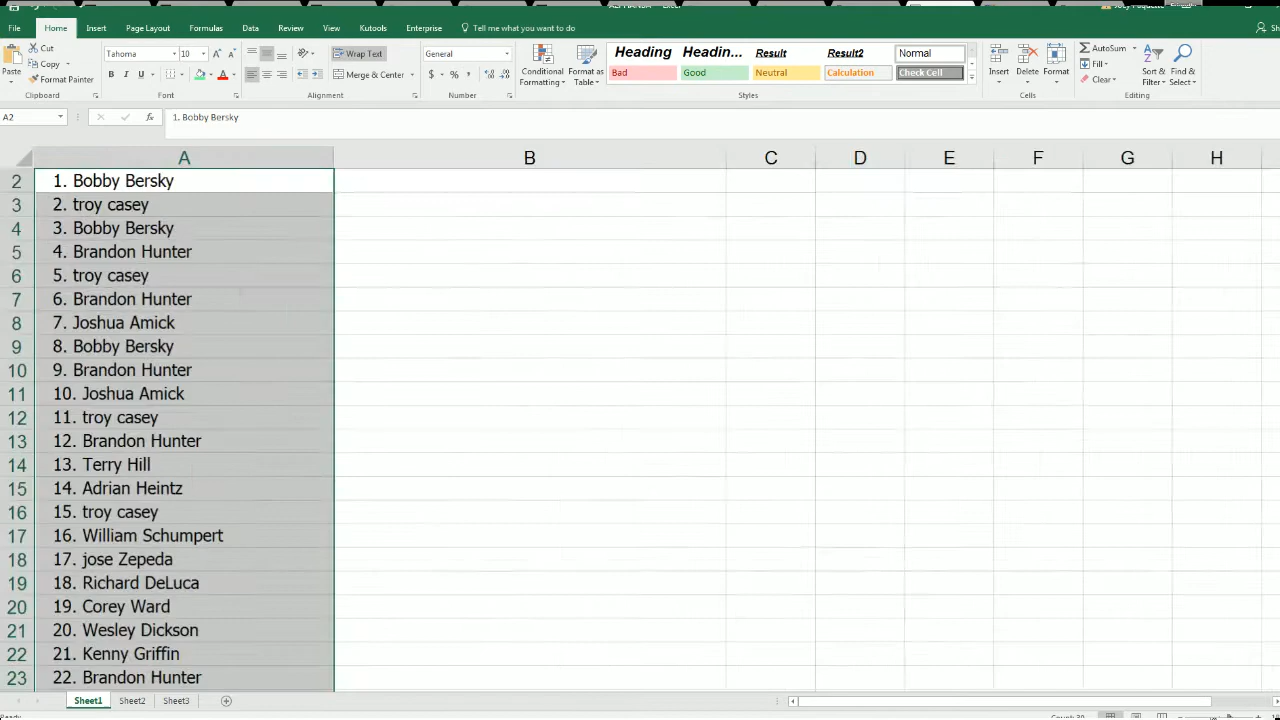 File Home Insert Page Layout Formulas Data Review View Kutools Enterprise Tell me what you want to do
Cut
Copy
Format Painter
Paste
Clipboard
Tahoma 10
B I U
Font
Wrap Text
Merge & Center
Alignment
General
$ % ,
Number
Conditional Formatting
Format as Table
Heading Headin... Result Result2 Normal
Bad Good Neutral Calculation Check Cell
Styles
Insert Delete Format
Cells
AutoSum
Fill
Clear
Sort & Filter
Find & Select
Editing
A2 fx 1. Bobby Bersky
A B C D E F G H
2 1. Bobby Bersky
3 2. troy casey
4 3. Bobby Bersky
5 4. Brandon Hunter
6 5. troy casey
7 6. Brandon Hunter
8 7. Joshua Amick
9 8. Bobby Bersky
10 9. Brandon Hunter
11 10. Joshua Amick
12 11. troy casey
13 12. Brandon Hunter
14 13. Terry Hill
15 14. Adrian Heintz
16 15. troy casey
17 16. William Schumpert
18 17. jose Zepeda
19 18. Richard DeLuca
20 19. Corey Ward
21 20. Wesley Dickson
22 21. Kenny Griffin
23 22. Brandon Hunter
Sheet1 Sheet2 Sheet3